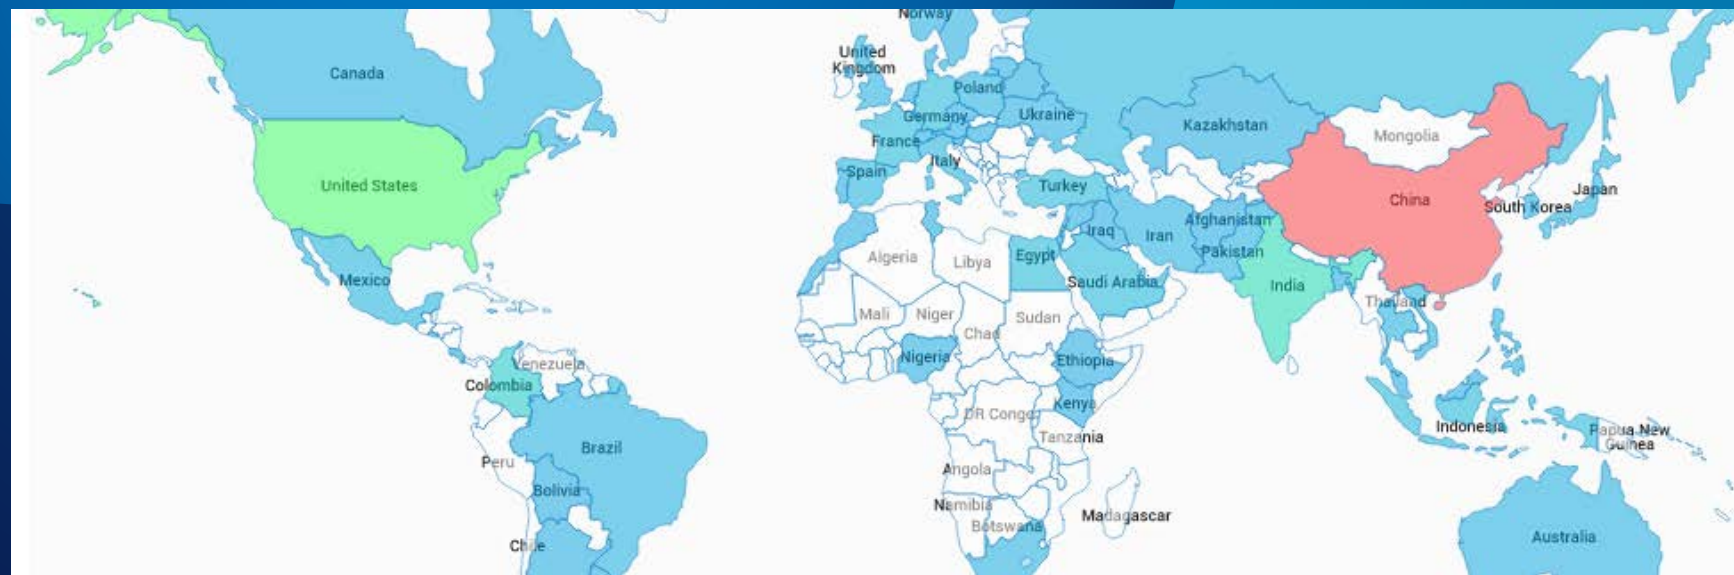 Norway
United
Kingdom
Canada
Poland
Germany
Ukraine
Kazakhstan
Mongolia
France
Italy
Spain
United States
Turkey
China
Japan
South Korea
Afghanistan
Iraq
Iran
Pakistan
Algeria
Libya
Egypt
Saudi Arabia
India
Mexico
Thailand
Mali
Niger
Sudan
Chad
Nigeria
Ethiopia
Venezuela
Colombia
Kenya
DR Congo
Tanzania
Indonesia
Papua New
Guinea
Brazil
Peru
Angola
Bolivia
Namibia
Botswana
Madagascar
Chile
Australia